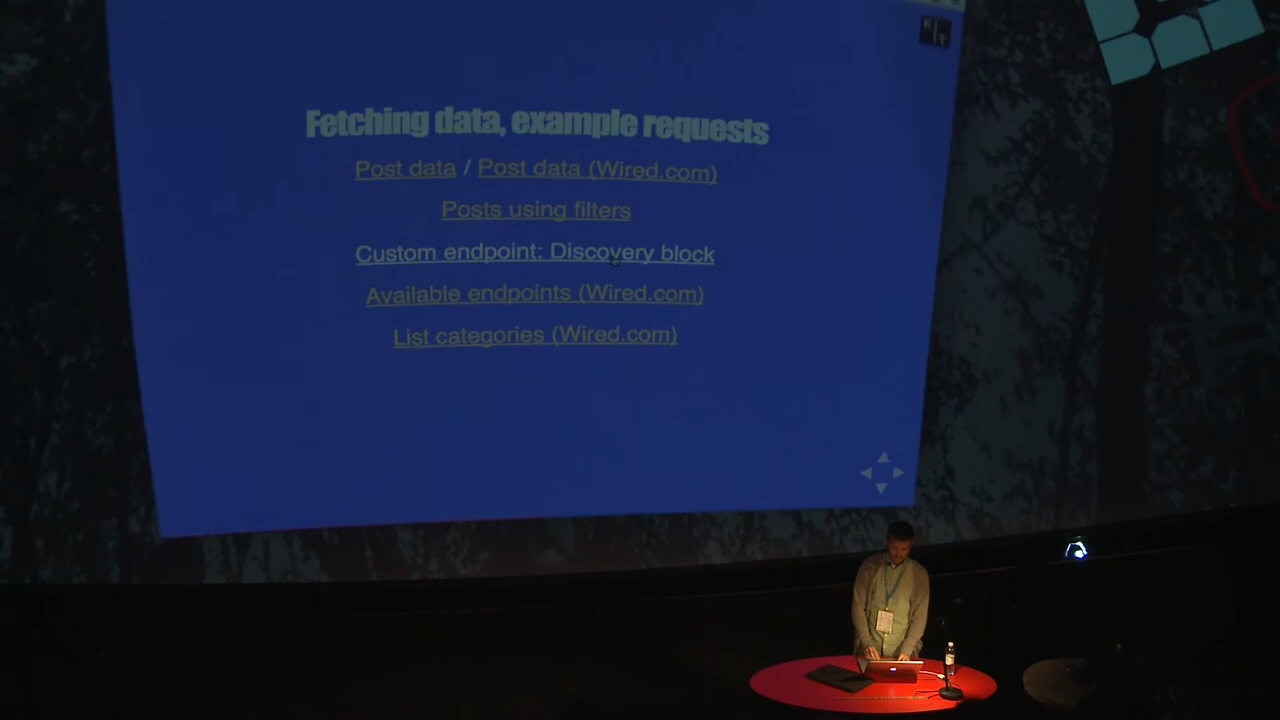 Fetching data, example requests
Post data / Post data (Wired.com)
Posts using filters
Custom endpoint: Discovery block
Available endpoints (Wired.com)
List categories (Wired.com)